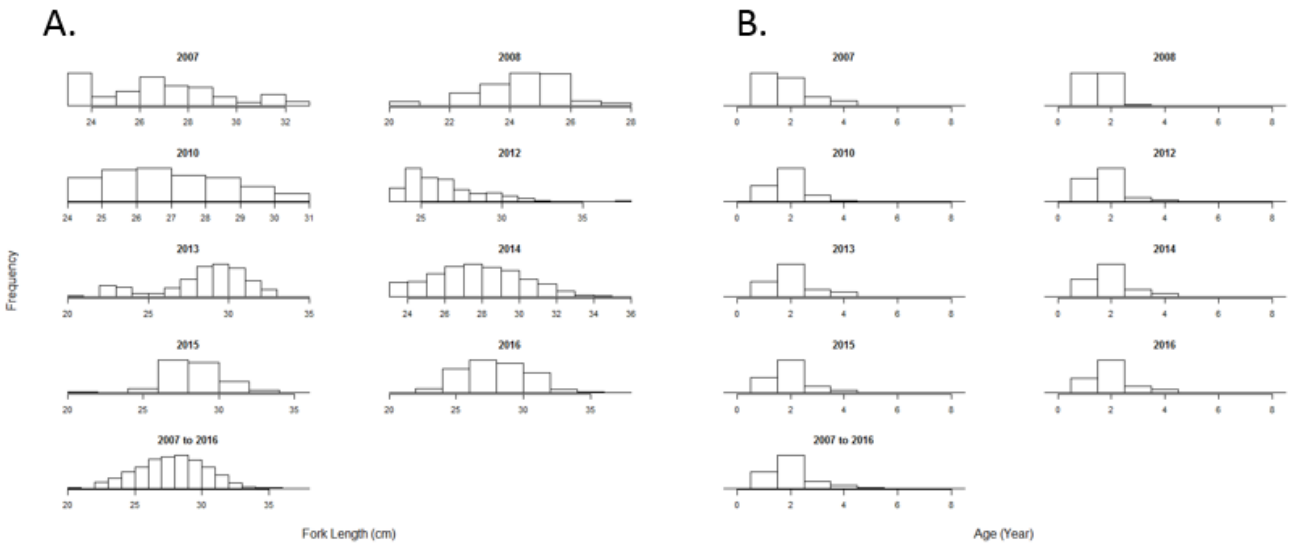 A.
B.
2007
2008
2007
2008
24 26 28 30 32
20 22 24 26 28
0 2 4 6 8
0 2 4 6 8
2010
2012
2010
2012
24 25 26 27 28 29 30 31
25 30 35
0 2 4 6 8
0 2 4 6 8
2013
2014
2013
2014
20 25 30 35
24 26 28 30 32 34 36
0 2 4 6 8
0 2 4 6 8
Frequency
2015
2016
2015
2016
20 25 30 35
20 25 30 35
0 2 4 6 8
0 2 4 6 8
2007 to 2016
2007 to 2016
20 25 30 35
0 2 4 6 8
Fork Length (cm)
Age (Year)